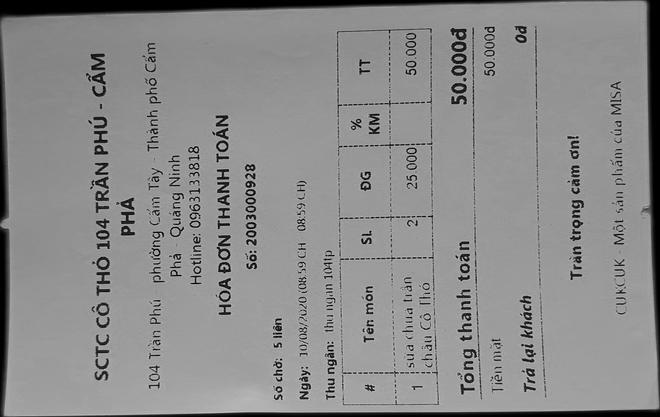 SCTC CÔ THỎ 104 TRẦN PHÚ - CẨM
PHẢ
104 Trần Phú - phường Cẩm Tây - Thành phố Cẩm
Phả - Quảng Ninh
Hotline: 0963133818
HÓA ĐƠN THANH TOÁN
Số: 2003000928
Số chờ: 5 liên
Ngày: 10/08/2020 (08:59 CH - 08:59 CH)
Thu ngân: thu ngan 104tp
# Tên món SL ĐG % KM TT
1 sữa chua trân 2 25.000 50.000
châu Cô Thỏ
Tổng thanh toán 50.000đ
Tiền mặt 50.000đ
Trả lại khách 0đ
Trân trọng cảm ơn!
CUKCUK - Một sản phẩm của MISA